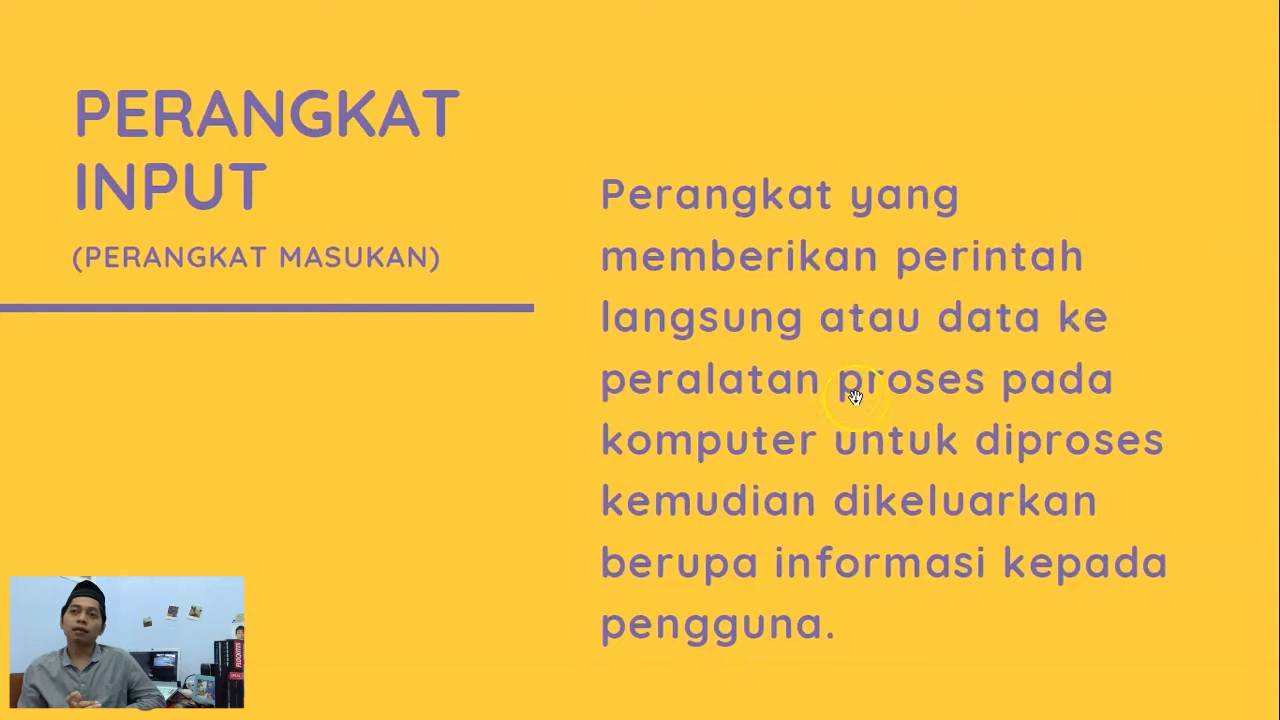 PERANGKAT
INPUT
(PERANGKAT MASUKAN)
Perangkat yang
memberikan perintah
langsung atau data ke
peralatan proses pada
komputer untuk diproses
kemudian dikeluarkan
berupa informasi kepada
pengguna.